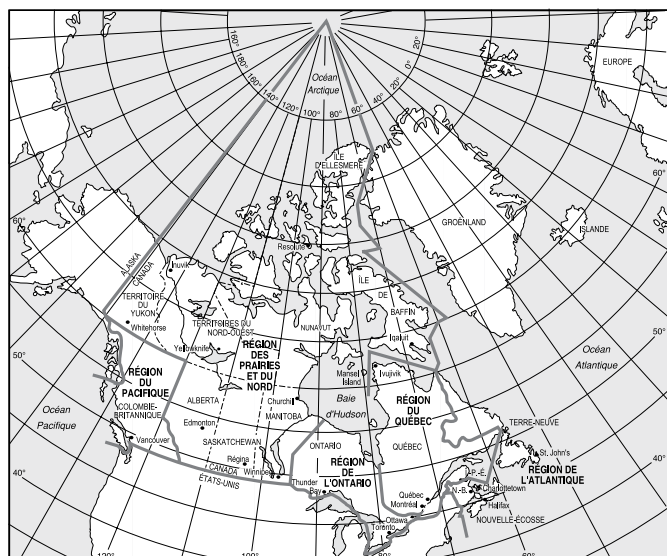 160°
160°
180°
160°
140°
120°
100°
80°
60°
40°
20°
0°
20°
Océan
Arctique
EUROPE
ÎLE
D'ELLESMERE
GROËNLAND
ISLANDE
60°
60°
Resolute
ALASKA
CANADA
Inuvik
ÎLE
DE
BAFFIN
TERRITOIRE
DU
YUKON
Whitehorse
TERRITOIRES DU
NORD-OUEST
Yellowknife
NUNAVUT
Iqaluit
50°
50°
RÉGION
DES
PRAIRIES
ET DU
NORD
Mansel
Island
Ivujivik
Océan
Atlantique
RÉGION
DU
PACIFIQUE
COLOMBIE-
BRITANNIQUE
ALBERTA
Churchill
MANITOBA
Baie
d'Hudson
RÉGION
DU
QUÉBEC
Océan
Pacifique
TERRE-NEUVE
Edmonton
SASKATCHEWAN
ONTARIO
QUÉBEC
Vancouver
St. John's
40°
40°
Régina
CANADA
ÉTATS-UNIS
Winnipeg
RÉGION
DE
L'ONTARIO
Thunder
Bay
Î.-P.-É.
RÉGION DE
L'ATLANTIQUE
N.-B.
Charlottetown
Québec
Montréal
Halifax
Ottawa
Toronto
NOUVELLE-ÉCOSSE
120°
100°
80°
60°